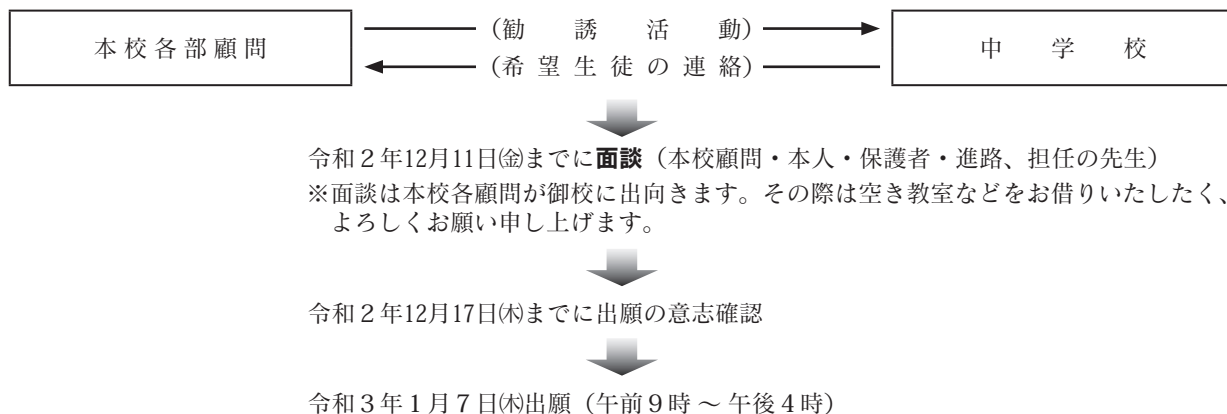 本校各部顧問
(勧誘活動)
(希望生徒の連絡)
中学校
令和２年12月11日㈮までに面談（本校顧問・本人・保護者・進路、担任の先生）
※面談は本校各顧問が御校に出向きます。その際は空き教室などをお借りいたしたく、
よろしくお願い申し上げます。
令和２年12月17日㈭までに出願の意志確認
令和３年１月７日㈭出願（午前９時 ～ 午後４時）